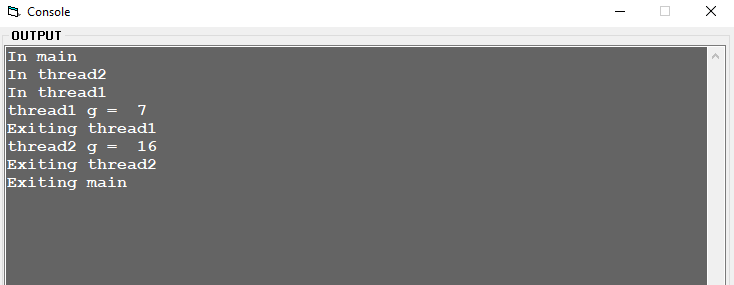 Console
OUTPUT
In main
In thread2
In thread1
thread1 g =  7
Exiting thread1
thread2 g =  16
Exiting thread2
Exiting main